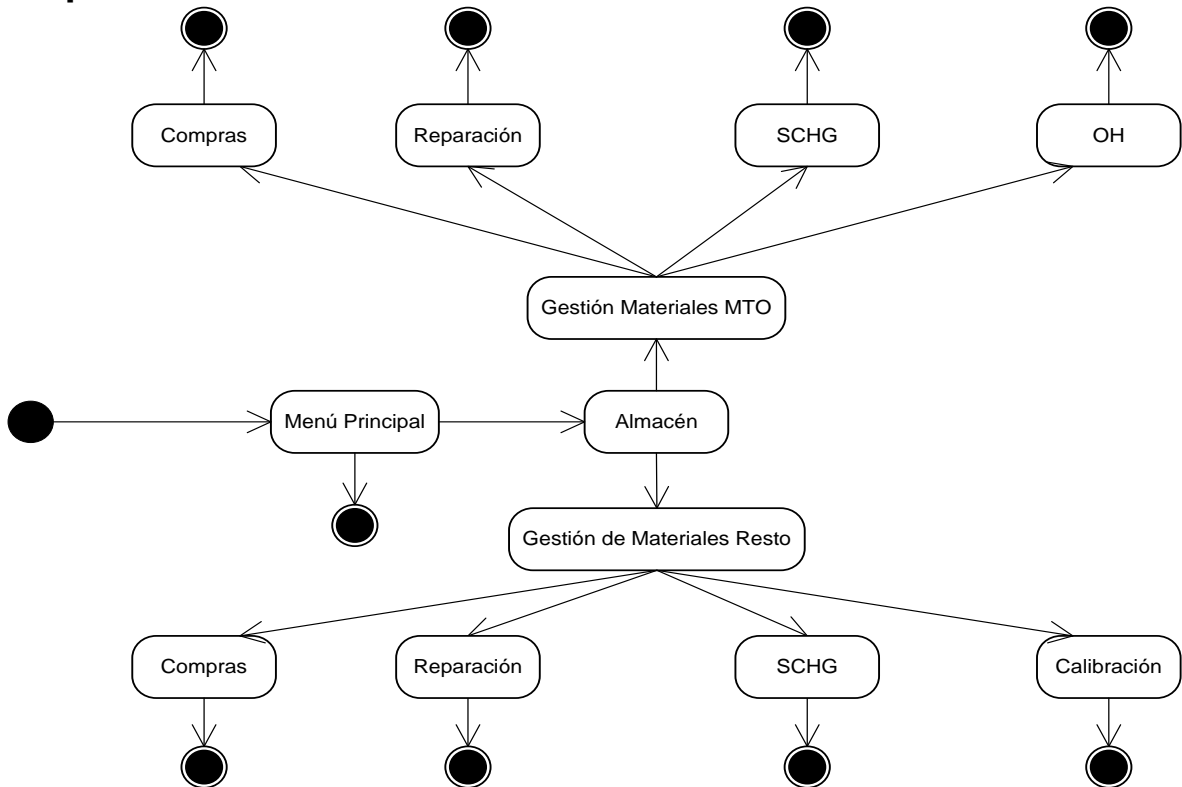 Compras
Reparación
SCHG
OH
Gestión Materiales MTO
Menú Principal
Almacén
Gestión de Materiales Resto
Compras
Reparación
SCHG
Calibración